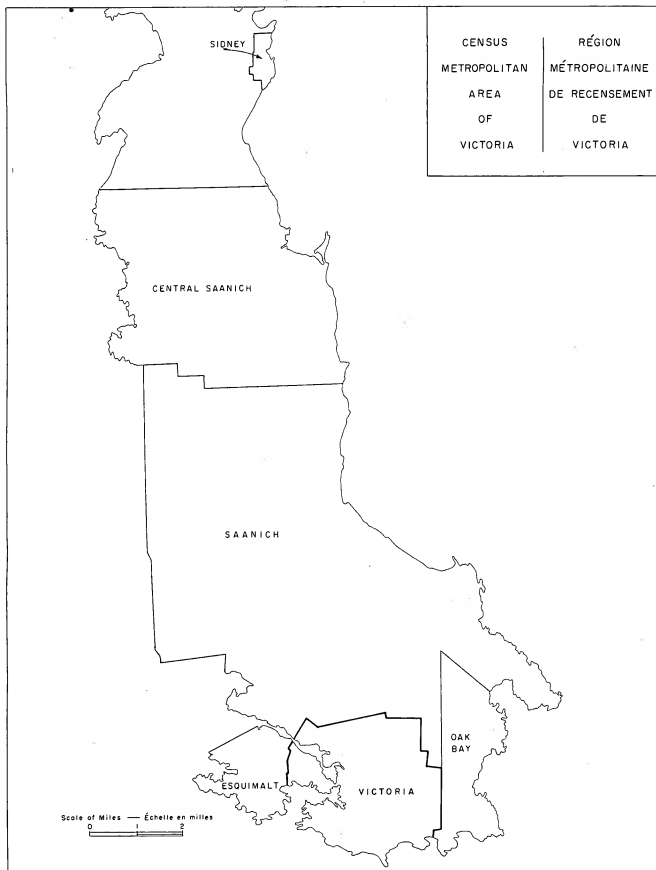 SIDNEY
CENSUS
METROPOLITAN
AREA
OF
VICTORIA
RÉGION
MÉTROPOLITAINE
DE RECENSEMENT
DE
VICTORIA
CENTRAL SAANICH
SAANICH
OAK
BAY
ESQUIMALT
VICTORIA
Scale of Miles — Échelle en milles
0 1 2